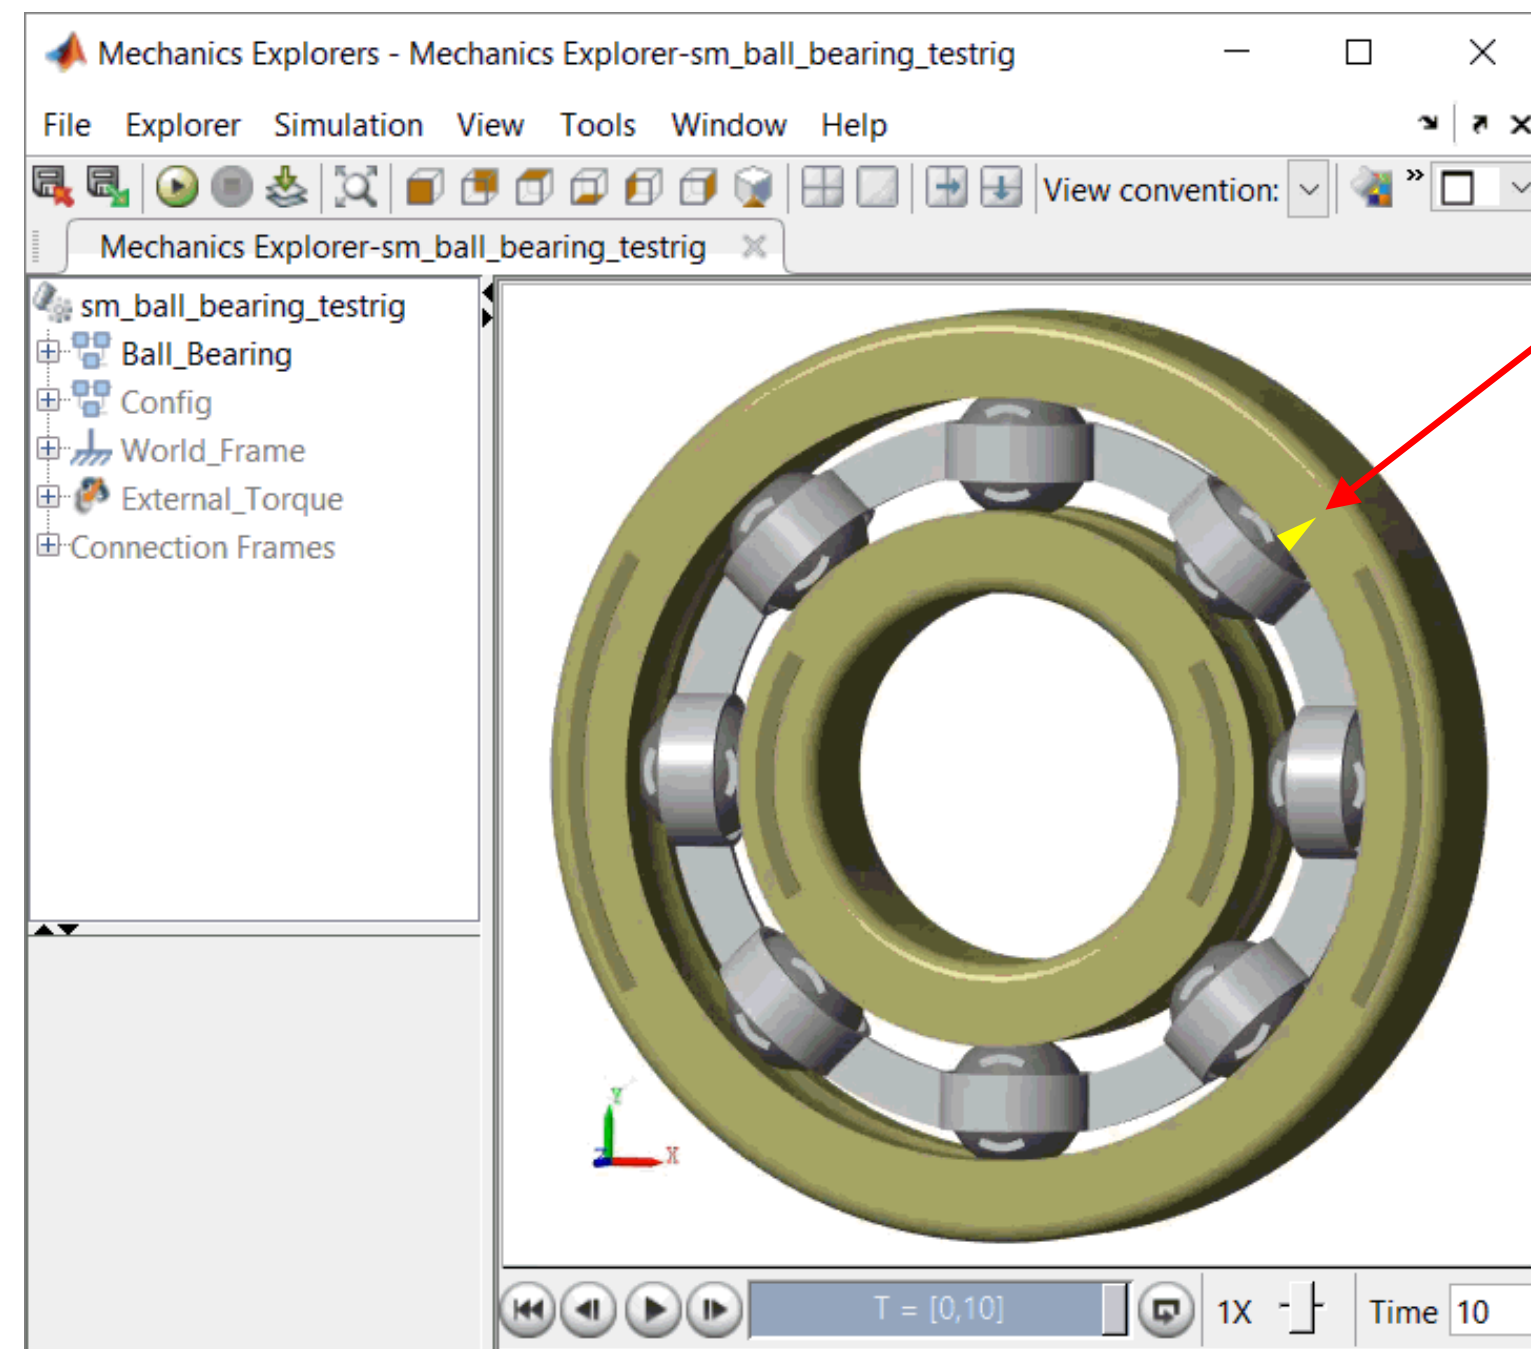 Mechanics Explorers - Mechanics Explorer-sm_ball_bearing_testrig
File Explorer Simulation View Tools Window Help
View convention:
Mechanics Explorer-sm_ball_bearing_testrig
sm_ball_bearing_testrig
Ball_Bearing
Config
World_Frame
External_Torque
Connection Frames
Y
Z
X
T = [0,10]
1X
Time 10